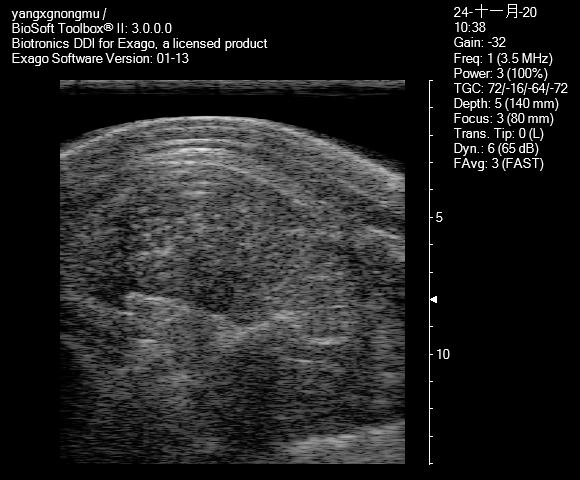 yangxgnongmu /
BioSoft Toolbox® II: 3.0.0.0
Biotronics DDI for Exago, a licensed product
Exago Software Version: 01-13
24-十一月-20
10:38
Gain: -32
Freq: 1 (3.5 MHz)
Power: 3 (100%)
TGC: 72/-16/-64/-72
Depth: 5 (140 mm)
Focus: 3 (80 mm)
Trans. Tip: 0 (L)
Dyn.: 6 (65 dB)
FAvg: 3 (FAST)
5
10